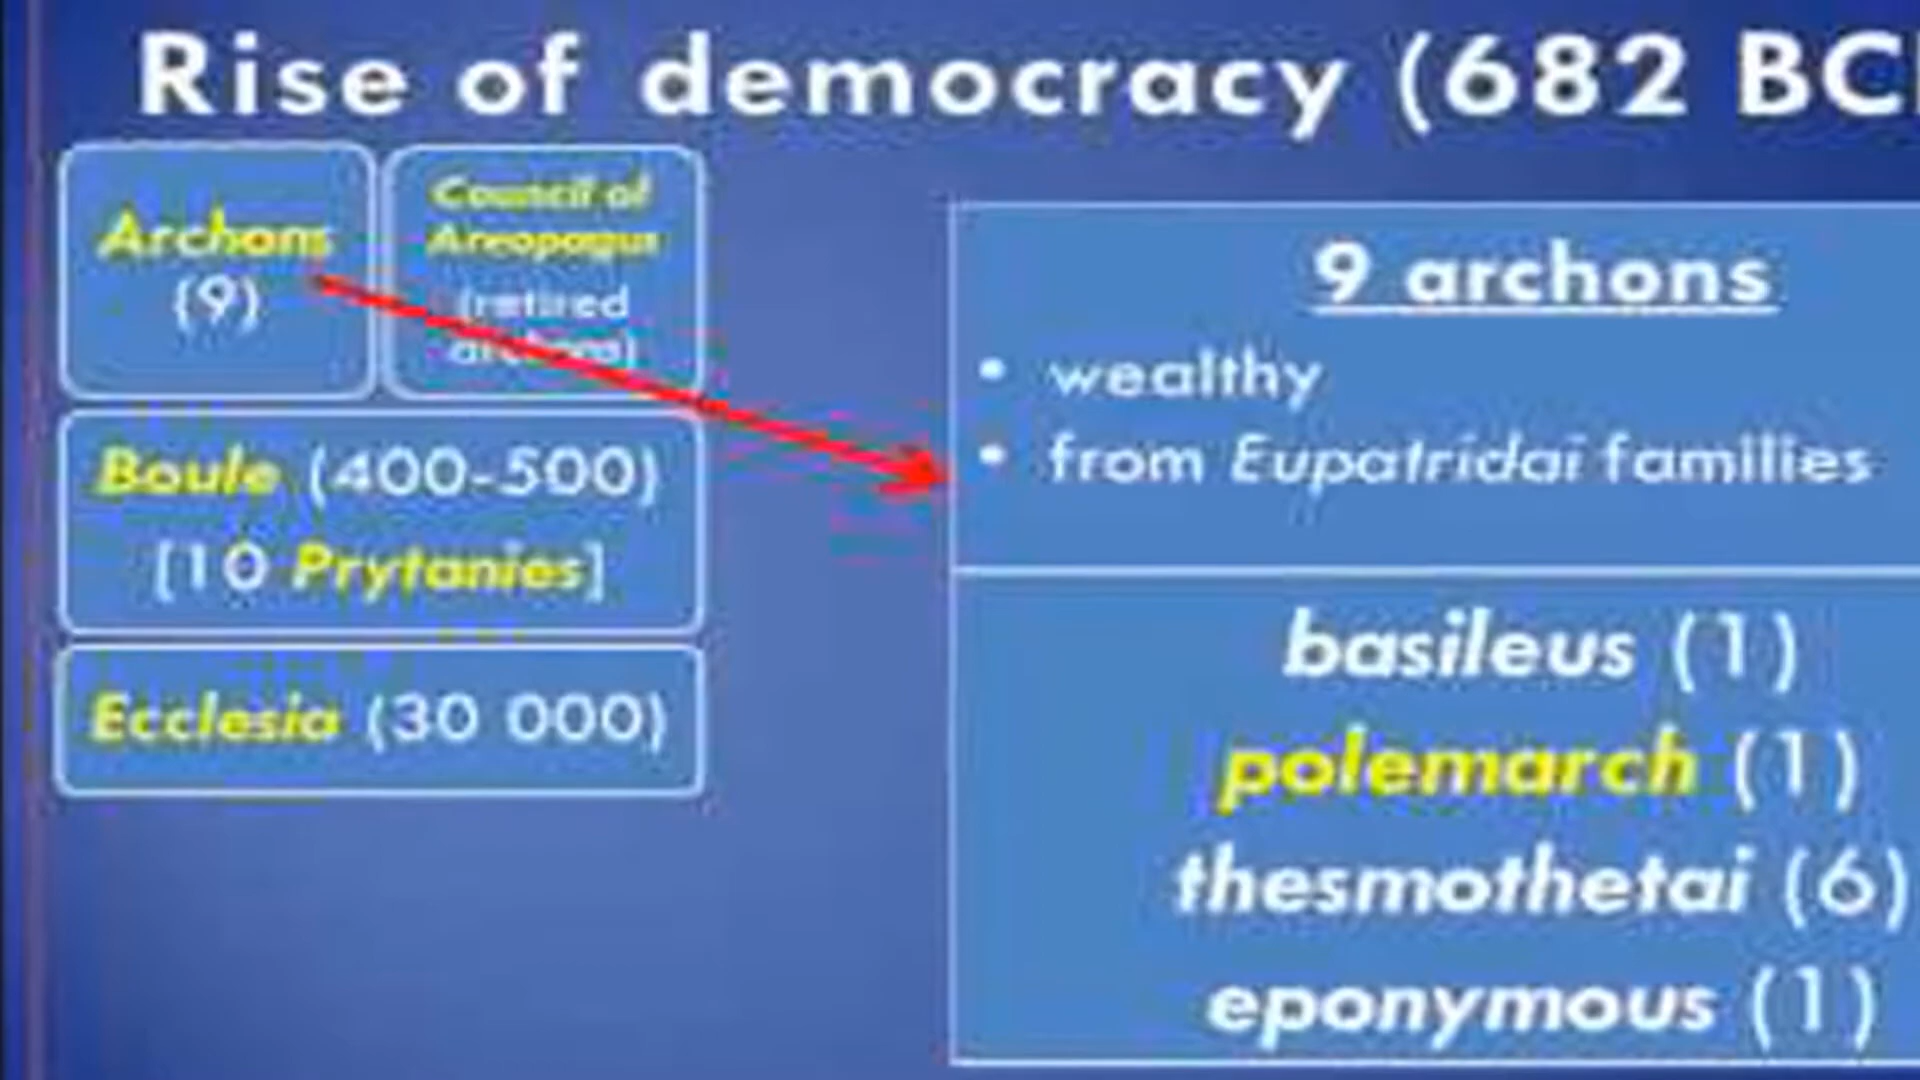 Rise of democracy (682 BC
Archons
(9)
Council of
Areopagus
(retired
archons)
Boule (400-500)
[10 Prytanies]
Ecclesia (30 000)
9 archons
• wealthy
• from Eupatridai families
basileus (1)
polemarch (1)
thesmothetai (6)
eponymous (1)